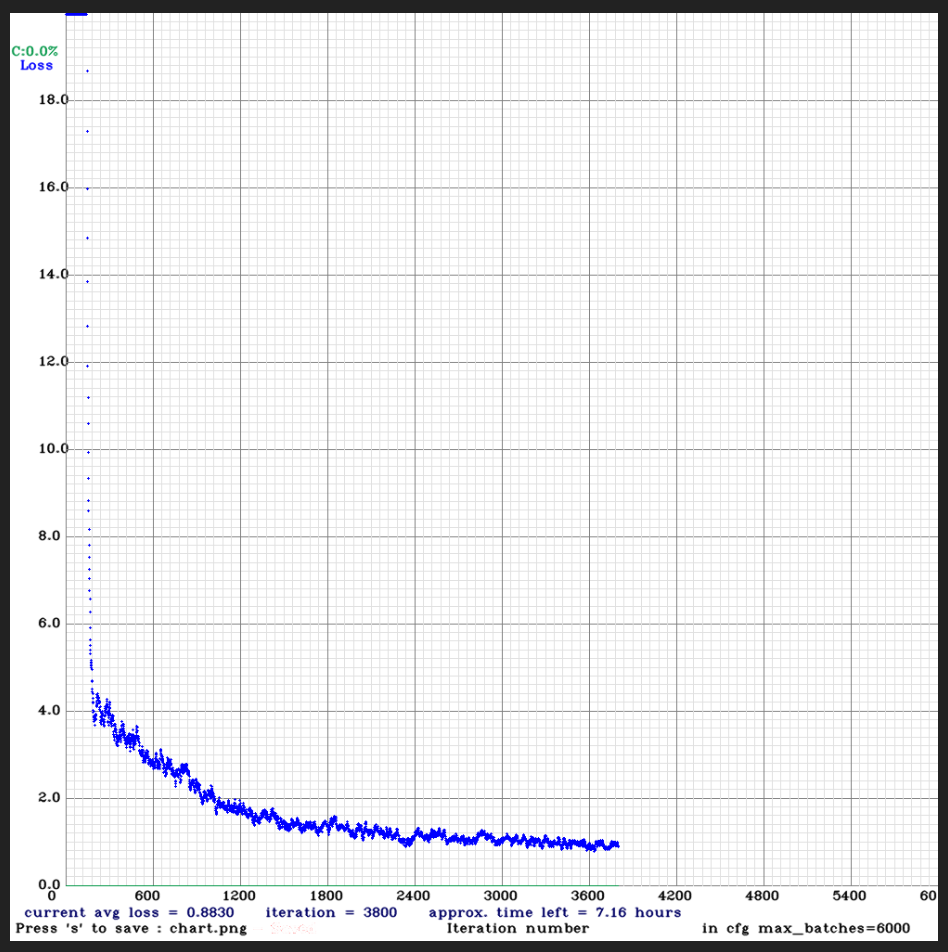 C:0.0%
Loss
18.0
16.0
14.0
12.0
10.0
8.0
6.0
4.0
2.0
0.0
0 600 1200 1800 2400 3000 3600 4200 4800 5400 60
current avg loss = 0.8830 iteration = 3800 approx. time left = 7.16 hours
Press 's' to save : chart.png Iteration number in cfg max_batches=6000